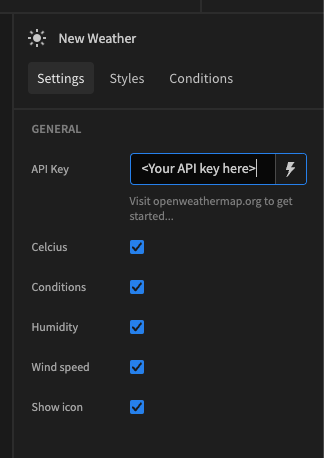 New Weather
Settings Styles Conditions
GENERAL
API Key <Your API key here>
Visit openweathermap.org to get
started...
Celcius
Conditions
Humidity
Wind speed
Show icon